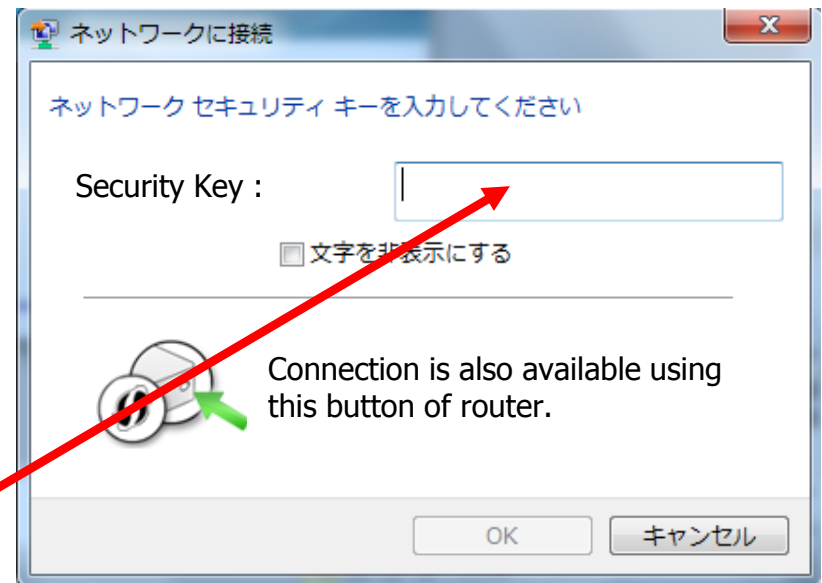 ネットワークに接続
ネットワーク セキュリティ キーを入力してください
Security Key :
文字を非表示にする
Connection is also available using
this button of router.
OK
キャンセル